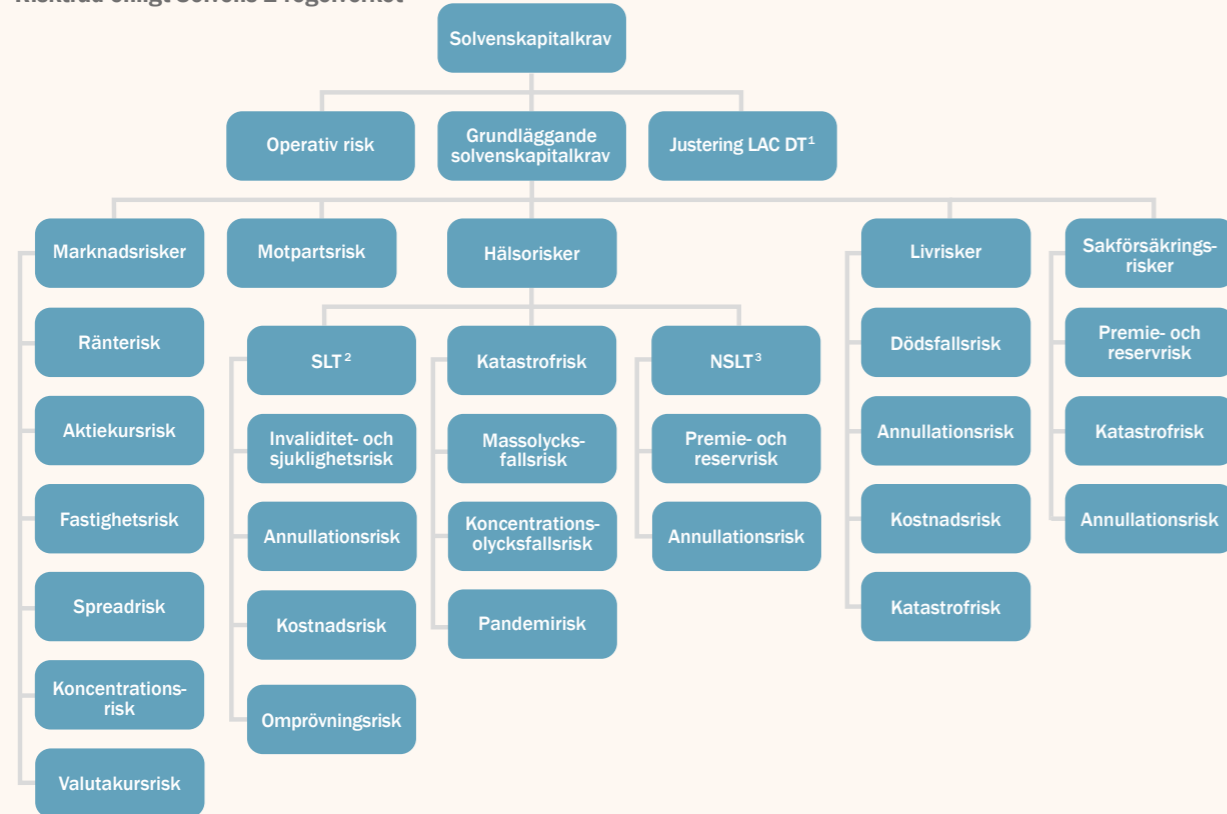 Solvenskapitalkrav
Operativ risk
Grundläggande
solvenskapitalkrav
Justering LAC DT¹
Marknadsrisker
Motpartsrisk
Hälsorisker
Livrisker
Sakförsäkrings-
risker
Ränterisk
Aktiekursrisk
Fastighetsrisk
Spreadrisk
Koncentrations-
risk
Valutakursrisk
SLT²
Invaliditet- och
sjuklighetsrisk
Annullationsrisk
Kostnadsrisk
Omprövningsrisk
Katastrofrisk
Massolycks-
fallsrisk
Koncentrations-
olycksfallsrisk
Pandemirisk
NSLT³
Premie- och
reservrisk
Annullationsrisk
Dödsfallsrisk
Annullationsrisk
Kostnadsrisk
Katastrofrisk
Premie- och
reservrisk
Katastrofrisk
Annullationsrisk